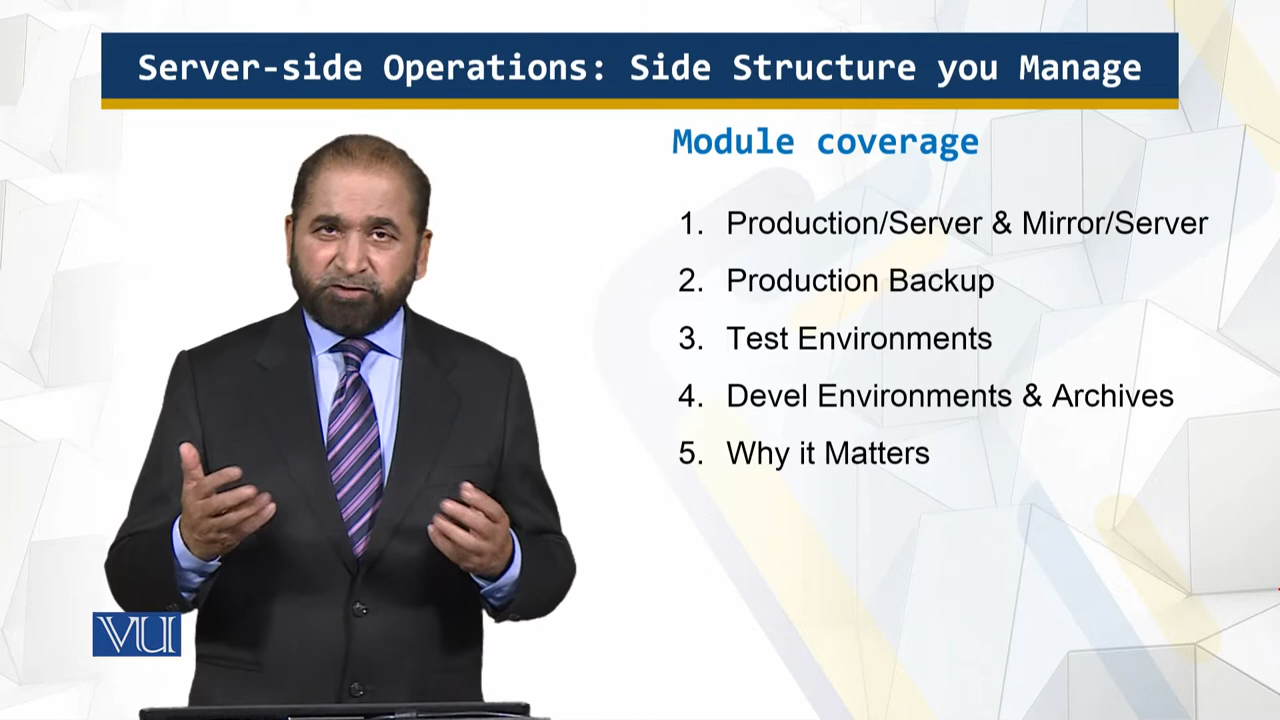 Server-side Operations: Side Structure you Manage
Module coverage
1. Production/Server & Mirror/Server
2. Production Backup
3. Test Environments
4. Devel Environments & Archives
5. Why it Matters
VU